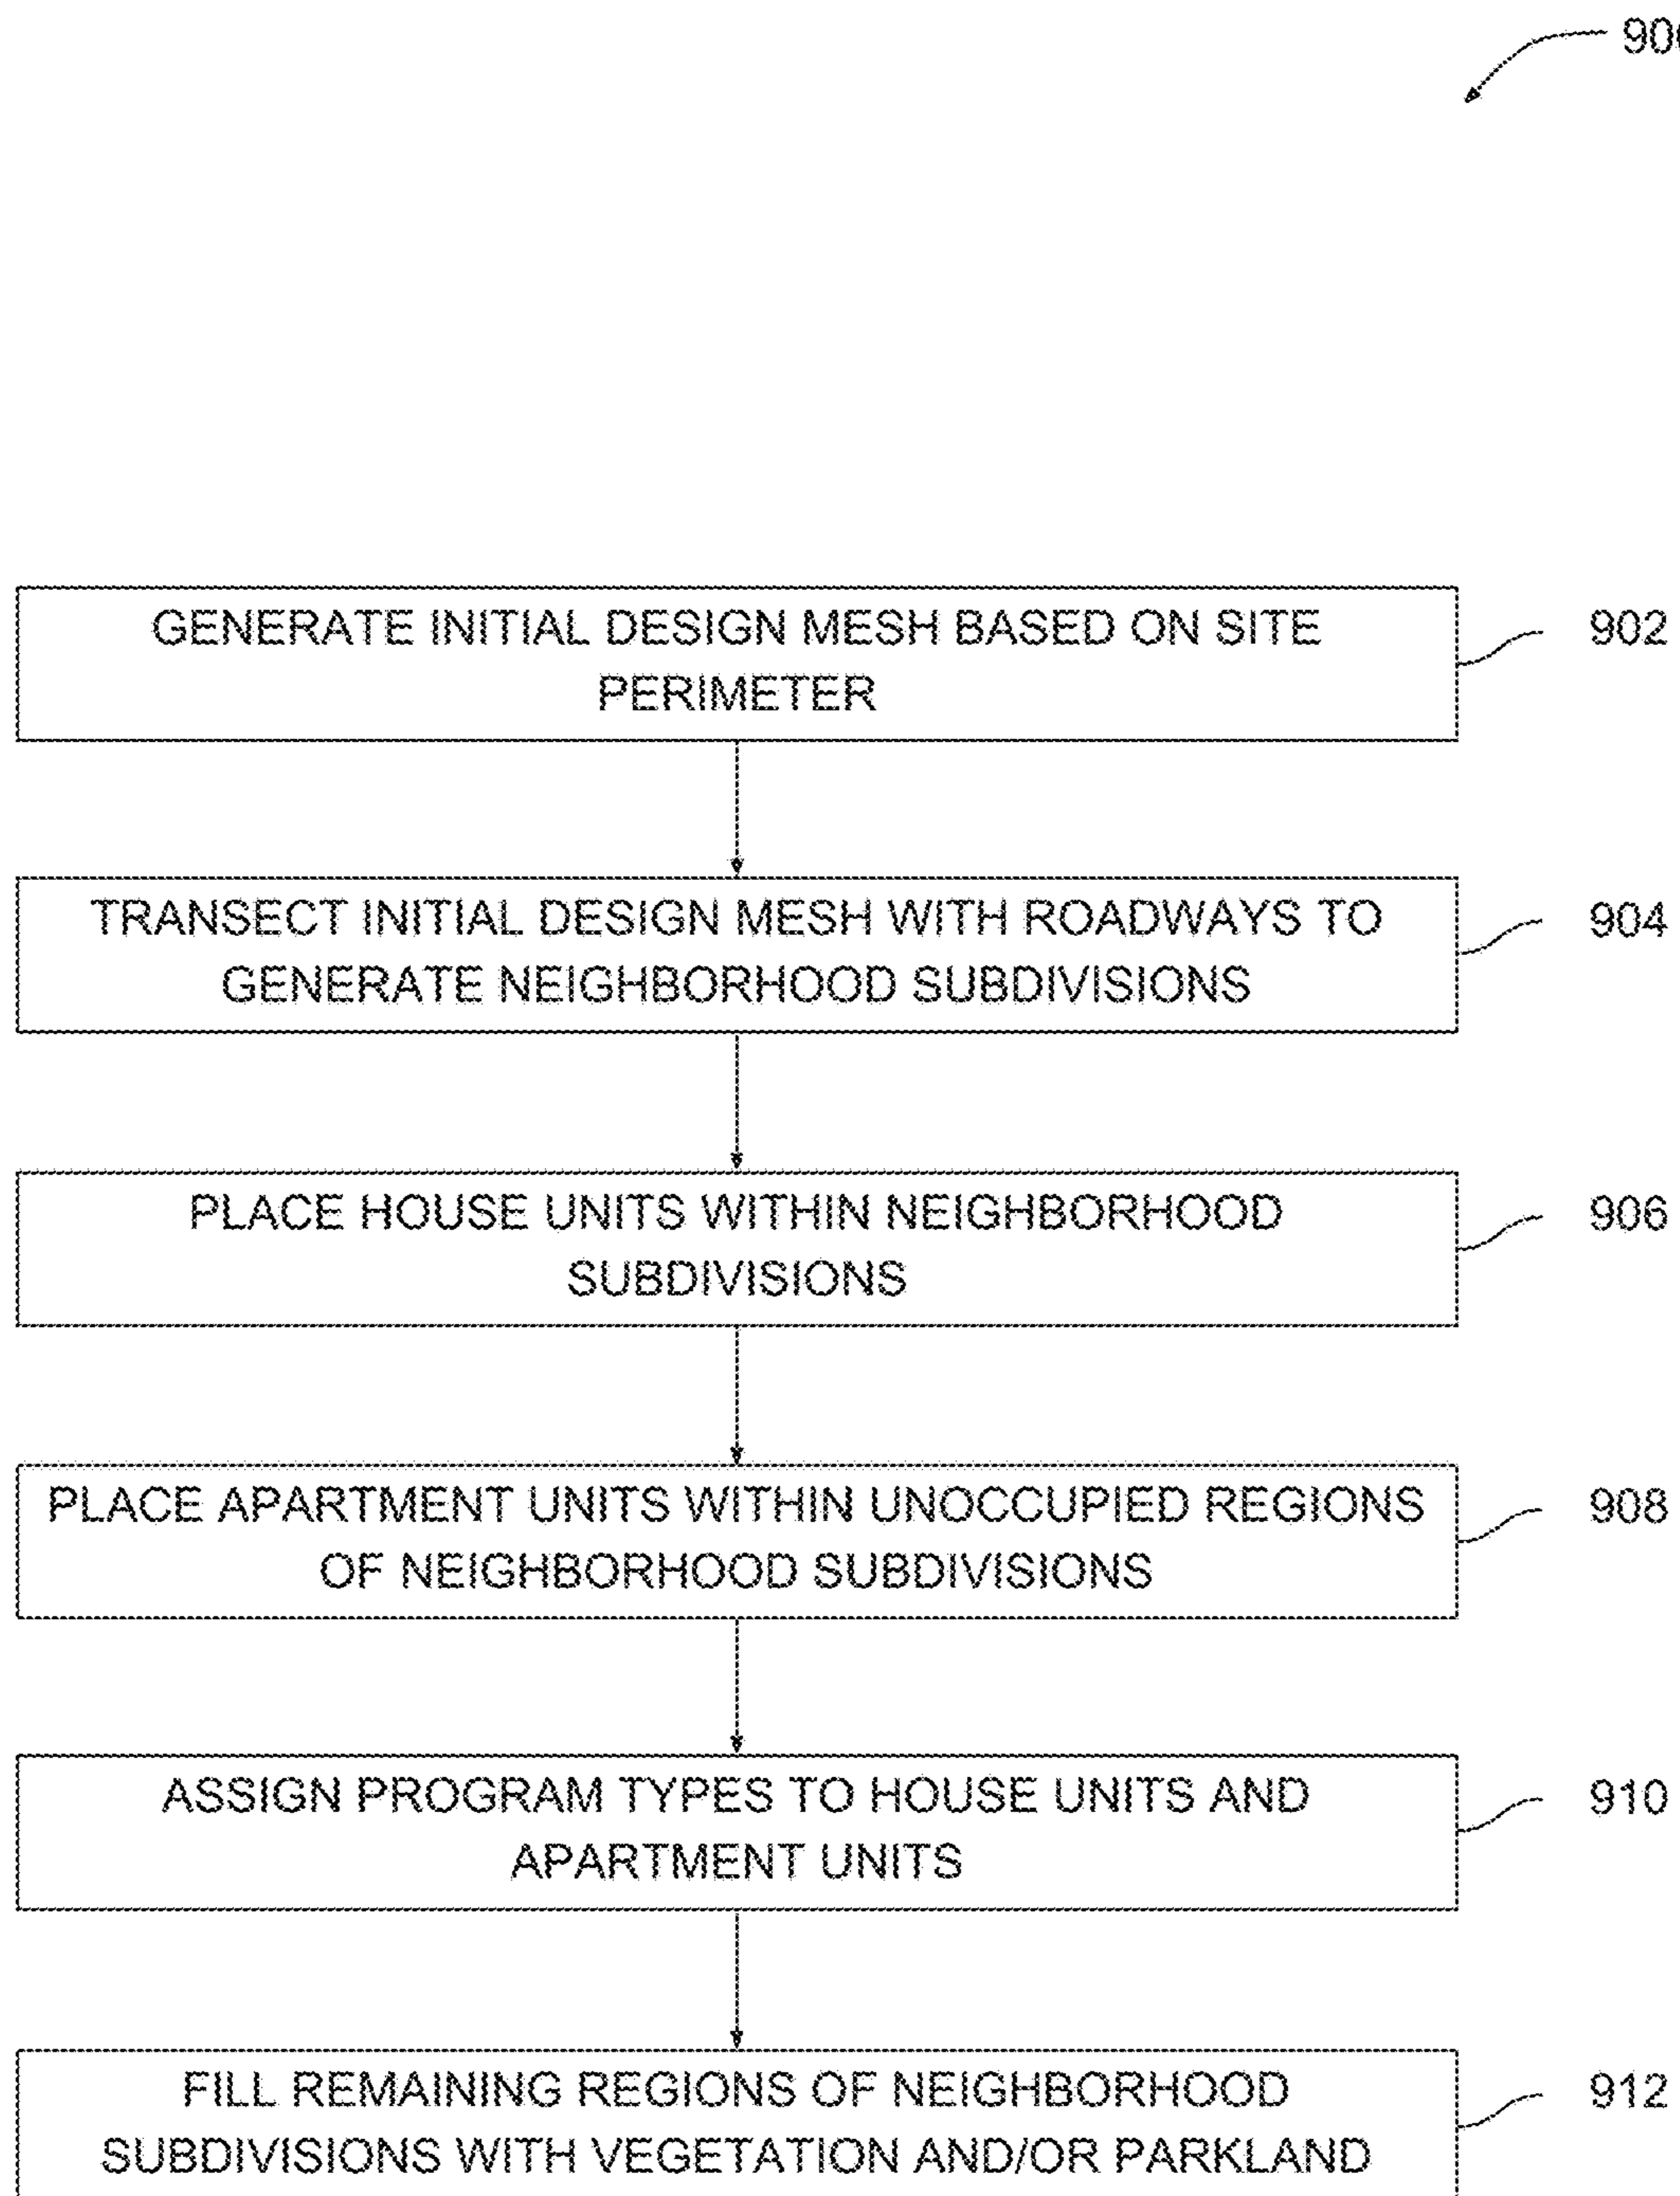 900
GENERATE INITIAL DESIGN MESH BASED ON SITE
PERIMETER
902
TRANSECT INITIAL DESIGN MESH WITH ROADWAYS TO
GENERATE NEIGHBORHOOD SUBDIVISIONS
904
PLACE HOUSE UNITS WITHIN NEIGHBORHOOD
SUBDIVISIONS
906
PLACE APARTMENT UNITS WITHIN UNOCCUPIED REGIONS
OF NEIGHBORHOOD SUBDIVISIONS
908
ASSIGN PROGRAM TYPES TO HOUSE UNITS AND
APARTMENT UNITS
910
FILL REMAINING REGIONS OF NEIGHBORHOOD
SUBDIVISIONS WITH VEGETATION AND/OR PARKLAND
912